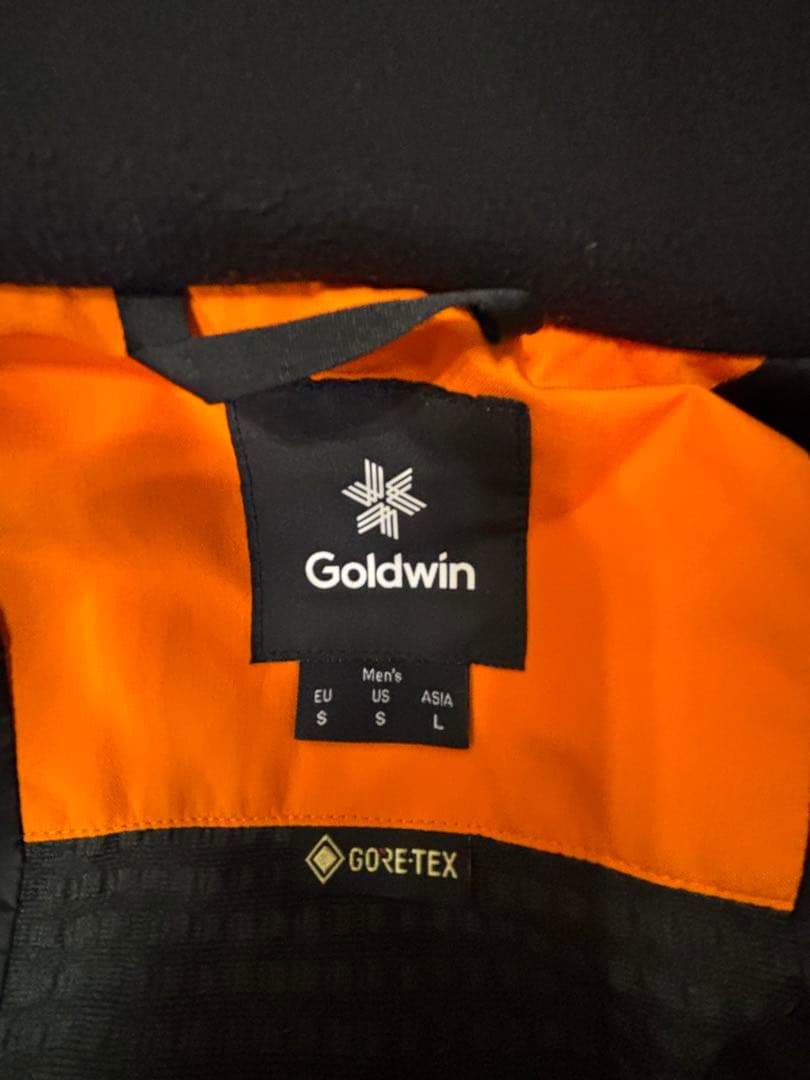 Goldwin
Men's
EU US ASIA
S S L
GORE-TEX